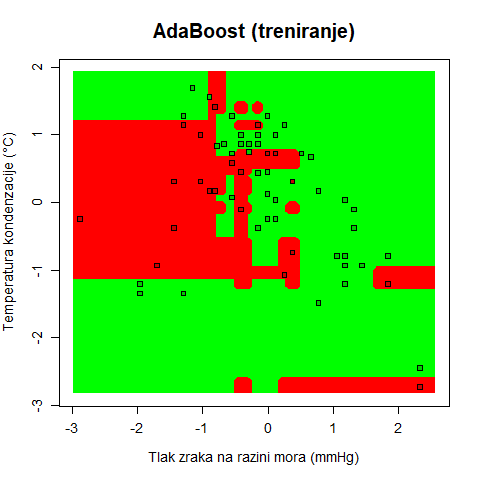 AdaBoost (treniranje)
Temperatura kondenzacije (°C)
2
1
0
-1
-2
-3
-3 -2 -1 0 1 2
Tlak zraka na razini mora (mmHg)